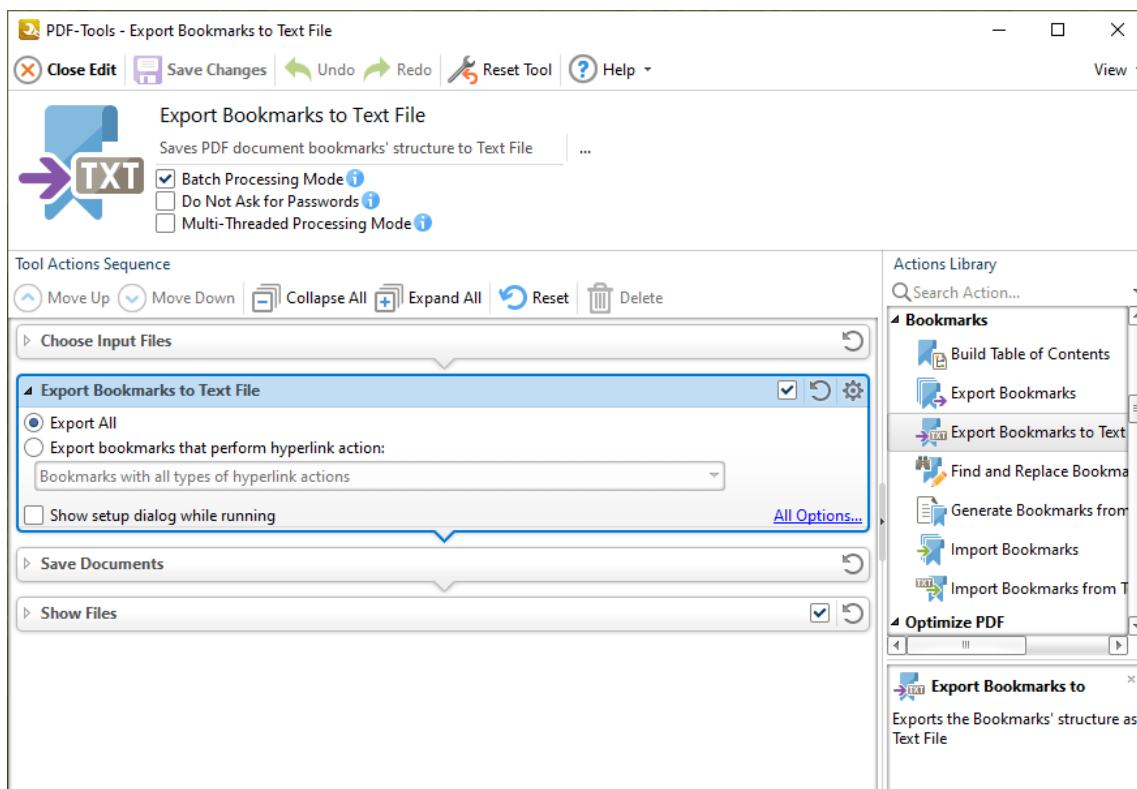 PDF-Tools - Export Bookmarks to Text File
Close Edit Save Changes Undo Redo Reset Tool ? Help View
Export Bookmarks to Text File
Saves PDF document bookmarks' structure to Text File ...
TXT
Batch Processing Mode i
Do Not Ask for Passwords i
Multi-Threaded Processing Mode i
Tool Actions Sequence
Move Up Move Down Collapse All Expand All Reset Delete
Choose Input Files
Export Bookmarks to Text File
Export All
Export bookmarks that perform hyperlink action:
Bookmarks with all types of hyperlink actions
Show setup dialog while running All Options...
Save Documents
Show Files
Actions Library
Search Action...
Bookmarks
Build Table of Contents
Export Bookmarks
TXT Export Bookmarks to Text
Find and Replace Bookma
Generate Bookmarks from
Import Bookmarks
TXT Import Bookmarks from T
Optimize PDF
TXT Export Bookmarks to
Exports the Bookmarks' structure as
Text File